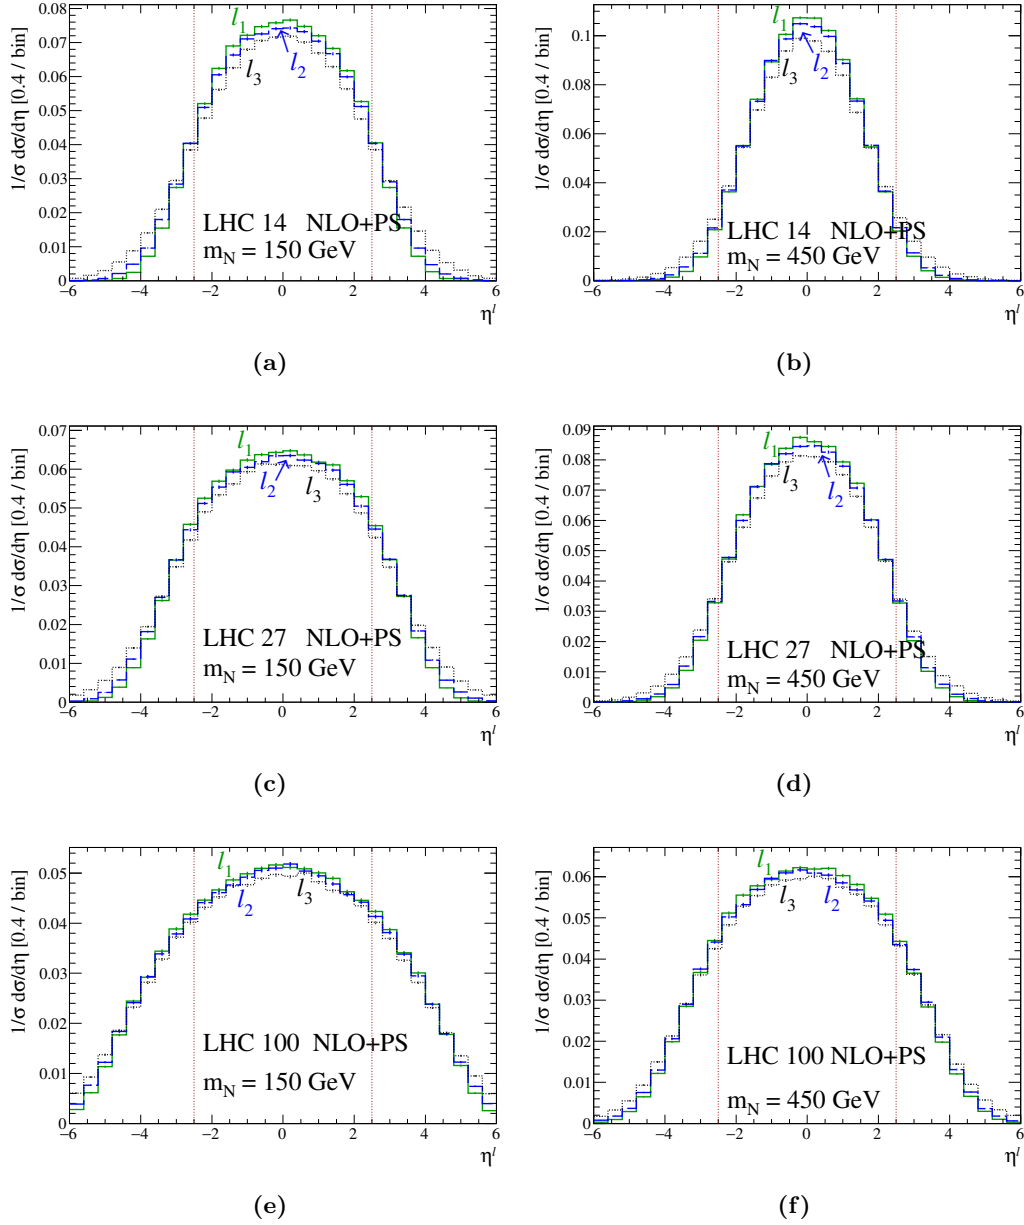 1/σ dσ/dη [0.4 / bin]
0.08
0.07
0.06
0.05
0.04
0.03
0.02
0.01
0
l1
l2
l3
LHC 14 NLO+PS
mN = 150 GeV
−6 −4 −2 0 2 4 6
ηl
(a)
1/σ dσ/dη [0.4 / bin]
0.1
0.08
0.06
0.04
0.02
0
l1
l2
l3
LHC 14 NLO+PS
mN = 450 GeV
−6 −4 −2 0 2 4 6
ηl
(b)
1/σ dσ/dη [0.4 / bin]
0.07
0.06
0.05
0.04
0.03
0.02
0.01
0
l1
l2
l3
LHC 27 NLO+PS
mN = 150 GeV
−6 −4 −2 0 2 4 6
ηl
(c)
1/σ dσ/dη [0.4 / bin]
0.09
0.08
0.07
0.06
0.05
0.04
0.03
0.02
0.01
0
l1
l3
l2
LHC 27 NLO+PS
mN = 450 GeV
−6 −4 −2 0 2 4 6
ηl
(d)
1/σ dσ/dη [0.4 / bin]
0.05
0.04
0.03
0.02
0.01
0
l1
l2
l3
LHC 100 NLO+PS
mN = 150 GeV
−6 −4 −2 0 2 4 6
ηl
(e)
1/σ dσ/dη [0.4 / bin]
0.06
0.05
0.04
0.03
0.02
0.01
0
l1
l3
l2
LHC 100 NLO+PS
mN = 450 GeV
−6 −4 −2 0 2 4 6
ηl
(f)